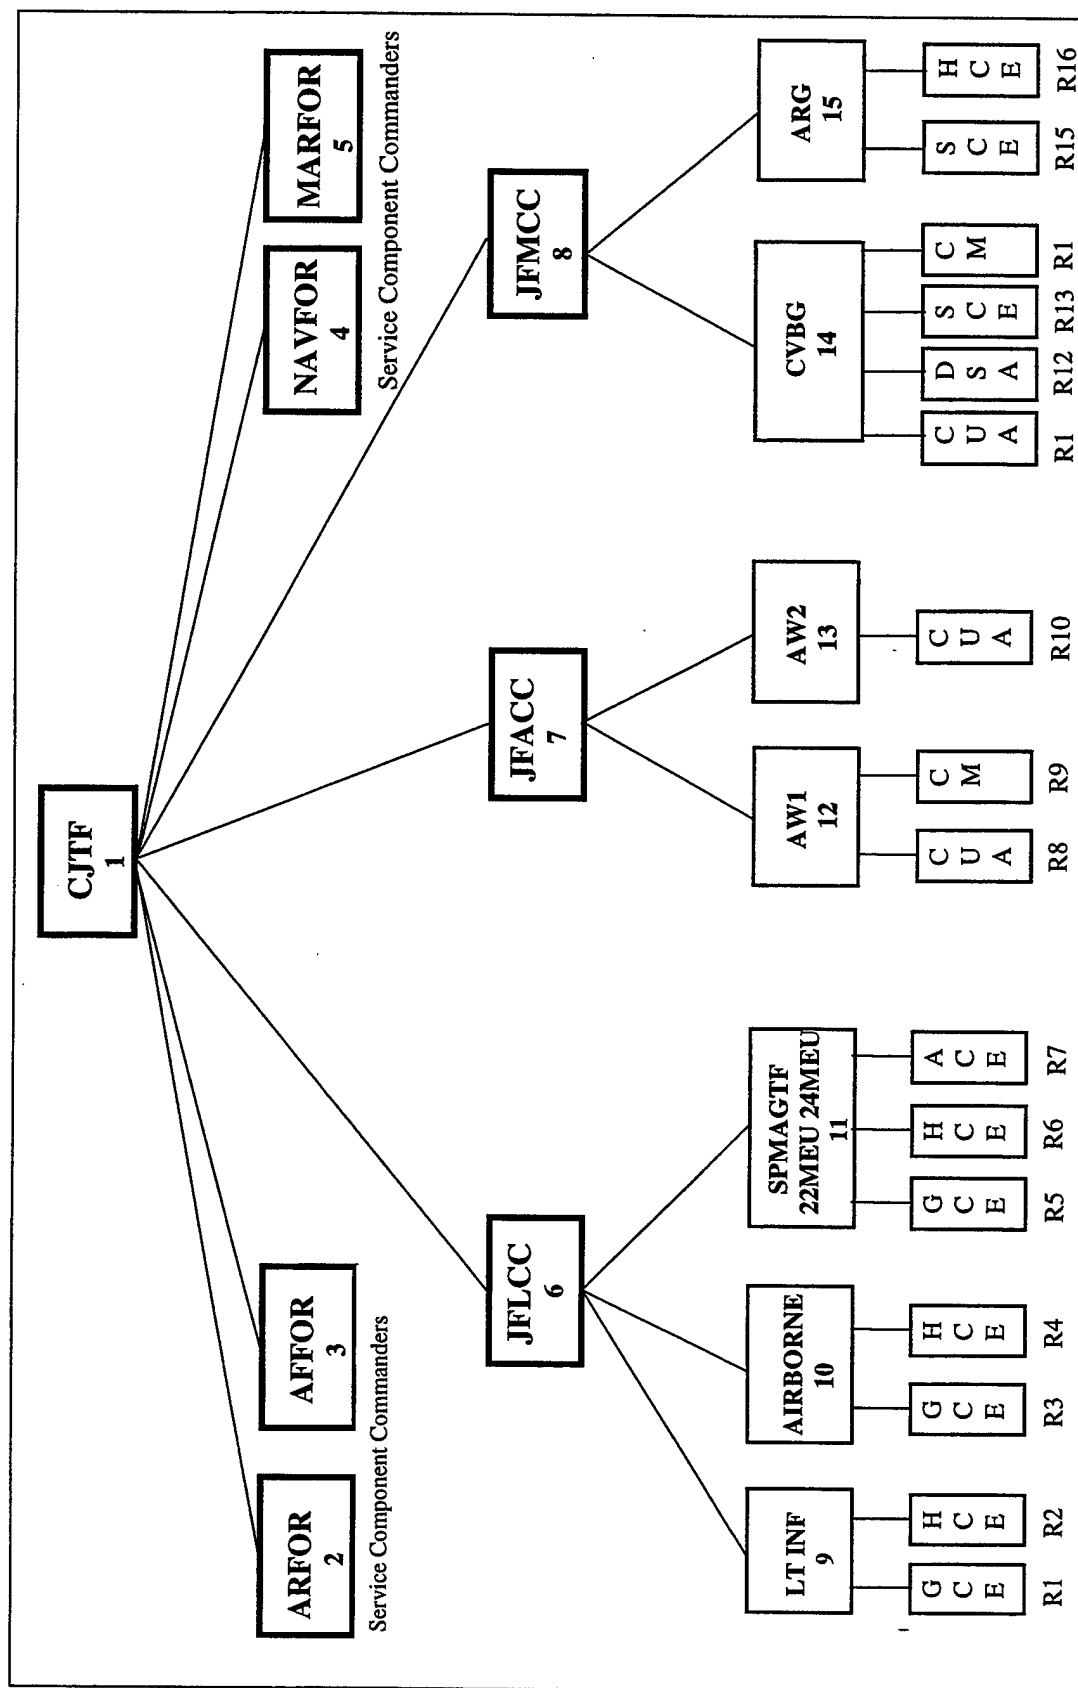 CJTF
1
ARFOR
2
AFFOR
3
NAVFOR
4
MARFOR
5
Service Component Commanders
Service Component Commanders
JFLCC
6
JFACC
7
JFMCC
8
LT INF
9
AIRBORNE
10
SPMAGTF
22MEU 24MEU
11
AW1
12
AW2
13
CVBG
14
ARG
15
G
C
E
H
C
E
G
C
E
H
C
E
G
C
E
H
C
E
A
C
E
C
U
A
C
M
C
U
A
C
U
A
D
S
A
S
C
E
C
M
S
C
E
H
C
E
R1 R2 R3 R4 R5 R6 R7 R8 R9 R10 R1 R12 R13 R1 R15 R16